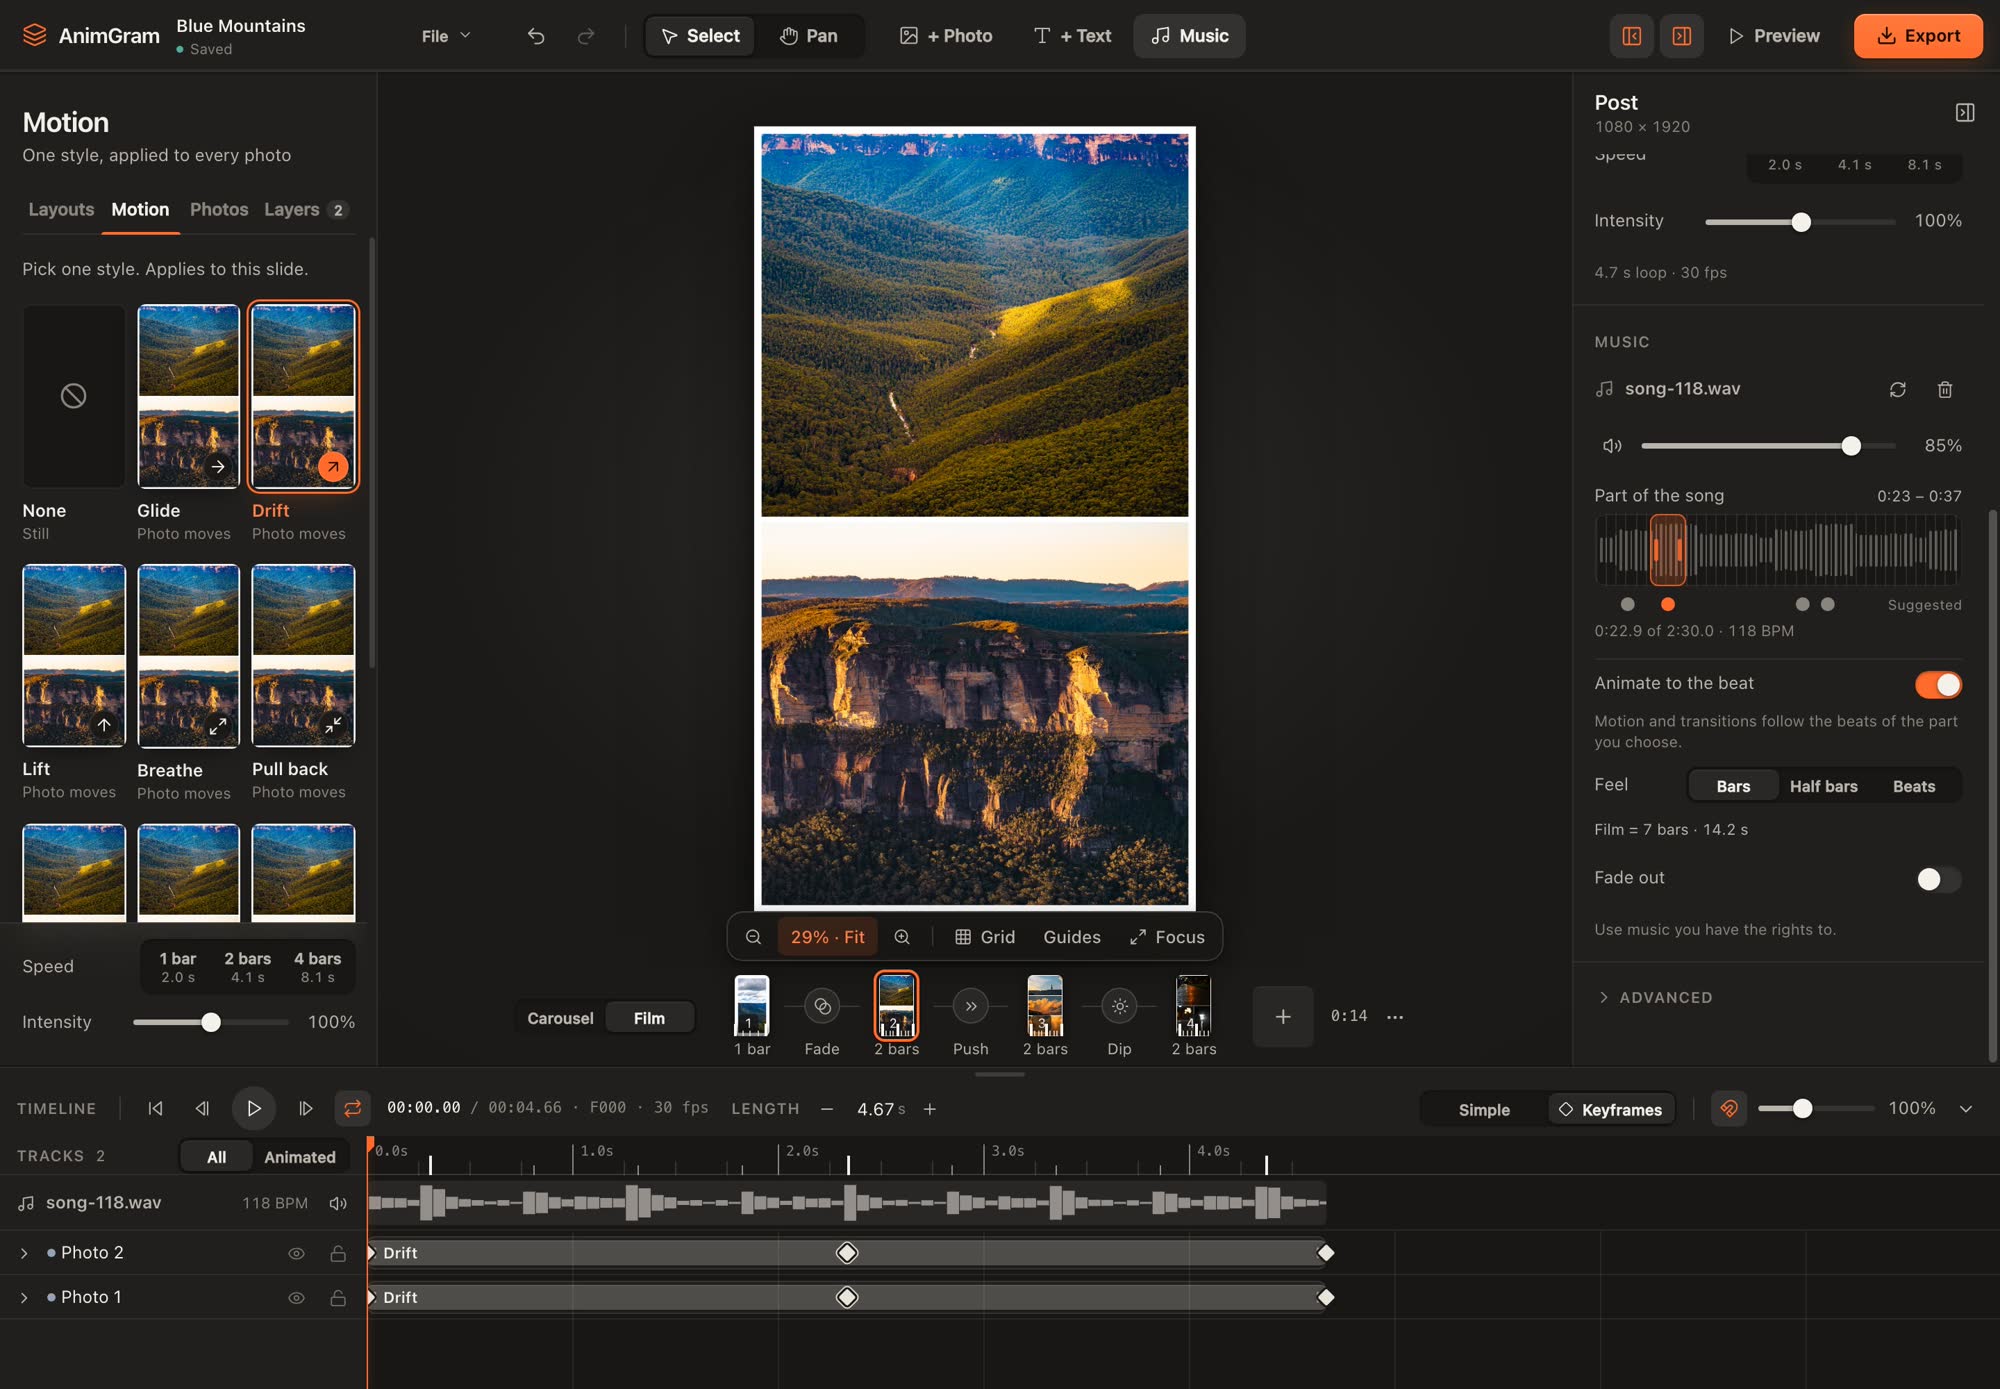 AnimGram
Blue Mountains
Saved
File
Select
Pan
+ Photo
+ Text
Music
Preview
Export
Motion
One style, applied to every photo
Layouts
Motion
Photos
Layers 2
Pick one style. Applies to this slide.
None
Still
Glide
Photo moves
Drift
Photo moves
Lift
Photo moves
Breathe
Photo moves
Pull back
Photo moves
Speed
1 bar
2.0 s
2 bars
4.1 s
4 bars
8.1 s
Intensity
100%
29% · Fit
Grid
Guides
Focus
Carousel
Film
1
1 bar
Fade
2
2 bars
Push
3
2 bars
Dip
4
2 bars
0:14
Post
1080 × 1920
Speed
2.0 s
4.1 s
8.1 s
Intensity
100%
4.7 s loop · 30 fps
MUSIC
song-118.wav
85%
Part of the song
0:23 – 0:37
Suggested
0:22.9 of 2:30.0 · 118 BPM
Animate to the beat
Motion and transitions follow the beats of the part
you choose.
Feel
Bars
Half bars
Beats
Film = 7 bars · 14.2 s
Fade out
Use music you have the rights to.
ADVANCED
TIMELINE
00:00.00 / 00:04.66 · F000 · 30 fps
LENGTH
4.67 s
Simple
Keyframes
100%
TRACKS 2
All
Animated
0.0s
1.0s
2.0s
3.0s
4.0s
song-118.wav
118 BPM
Photo 2
Drift
Photo 1
Drift